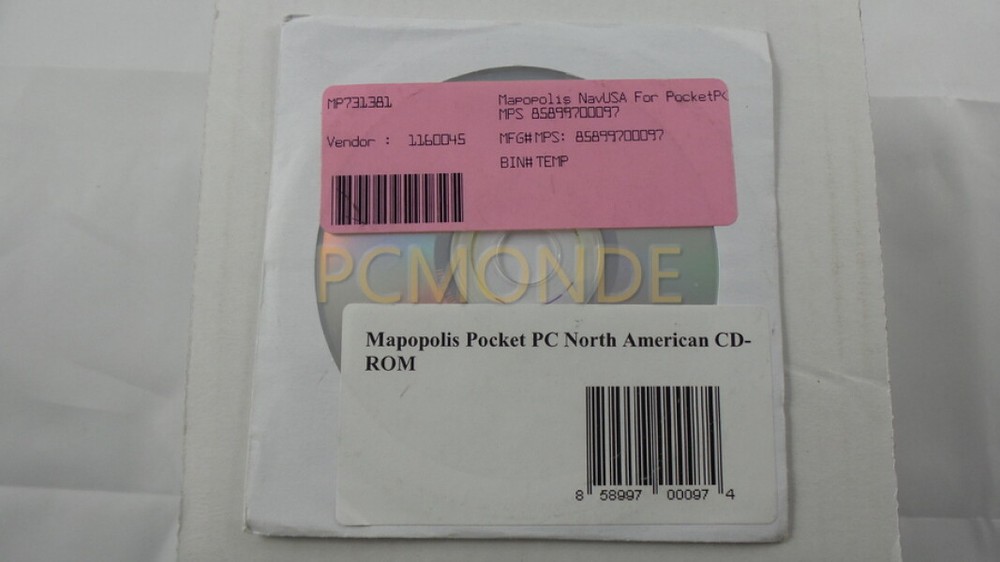 MP731381
Mapopolis NavUSA For PocketPC
MPS 85899700097
Vendor : 1160045
MFG# MPS: 85899700097
BIN# TEMP
PCMONDE
Mapopolis Pocket PC North American CD-
ROM
8 58997 00097 4